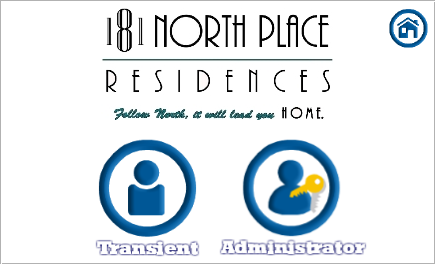 181 NORTH PLACE
RESIDENCES
Follow North, it will lead you HOME.
Transient Administrator